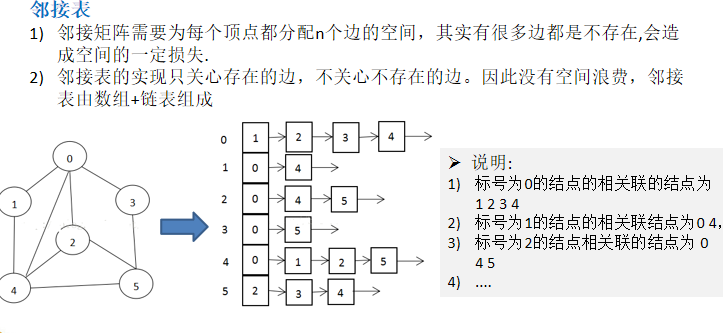 邻接表
1) 邻接矩阵需要为每个顶点都分配n个边的空间，其实有很多边都是不存在,会造
成空间的一定损失.
2) 邻接表的实现只关心存在的边，不关心不存在的边。因此没有空间浪费，邻接
表由数组+链表组成
0
1
3
2
4
5
0 1 2 3 4
1 0 4
2 0 4 5
3 0 5
4 0 1 2 5
5 2 3 4
➢ 说明:
1) 标号为0的结点的相关联的结点为
1 2 3 4
2) 标号为1的结点的相关联结点为0 4，
3) 标号为2的结点相关联的结点为 0
4 5
4) ....